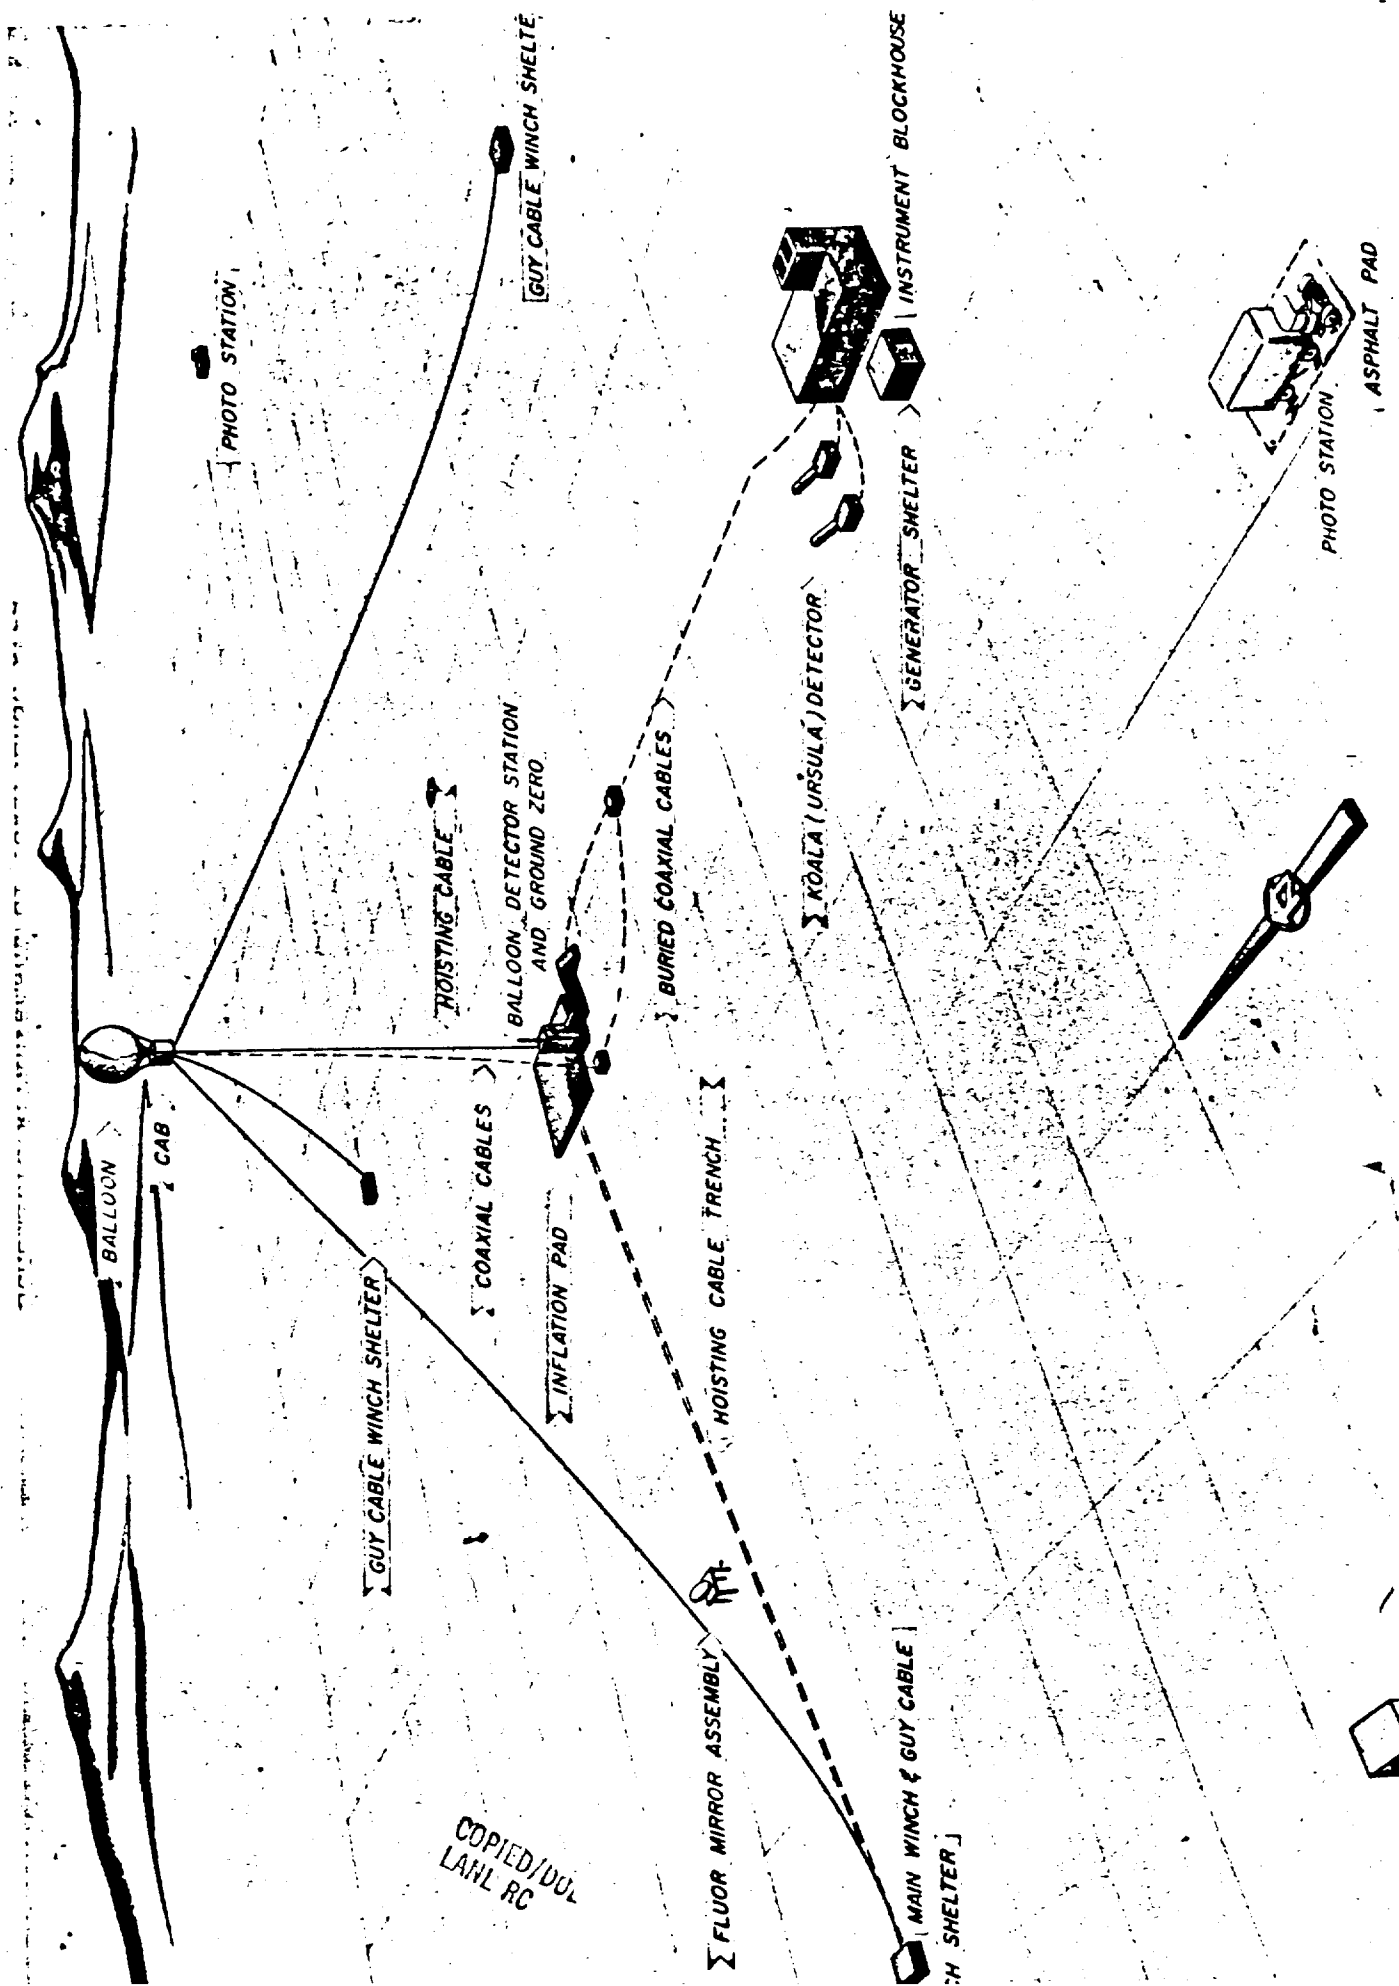 PHOTO STATION
GUY CABLE WINCH SHELTE
BALLOON
CAB
HOISTING CABLE
BALLOON DETECTOR STATION
AND GROUND ZERO
GUY CABLE WINCH SHELTER
COAXIAL CABLES
INFLATION PAD
BURIED COAXIAL CABLES
INSTRUMENT BLOCKHOUSE
KOALA (URSULA) DETECTOR
GENERATOR SHELTER
HOISTING CABLE TRENCH
FLUOR MIRROR ASSEMBLY
MAIN WINCH & GUY CABLE
CH SHELTER
PHOTO STATION
ASPHALT PAD
COPIED/DOE
LANL RC